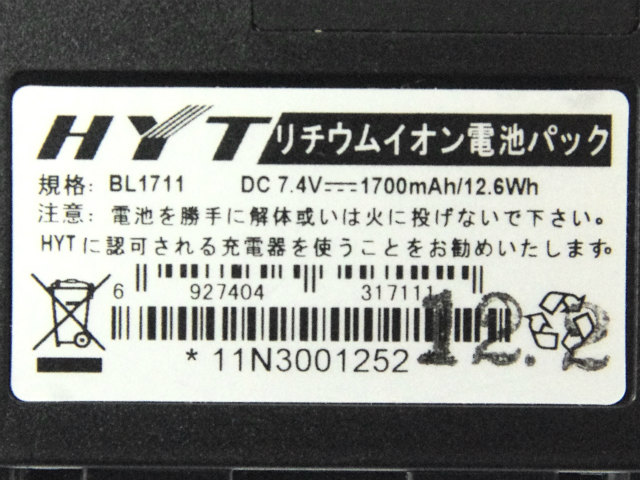 HYT リチウムイオン電池パック
規格: BL1711 DC 7.4V⎓1700mAh/12.6Wh
注意: 電池を勝手に解体或いは火に投げないで下さい。
HYTに認可される充電器を使うことをお勧めいたします。
6 927404 317111
*11N3001252
12.2